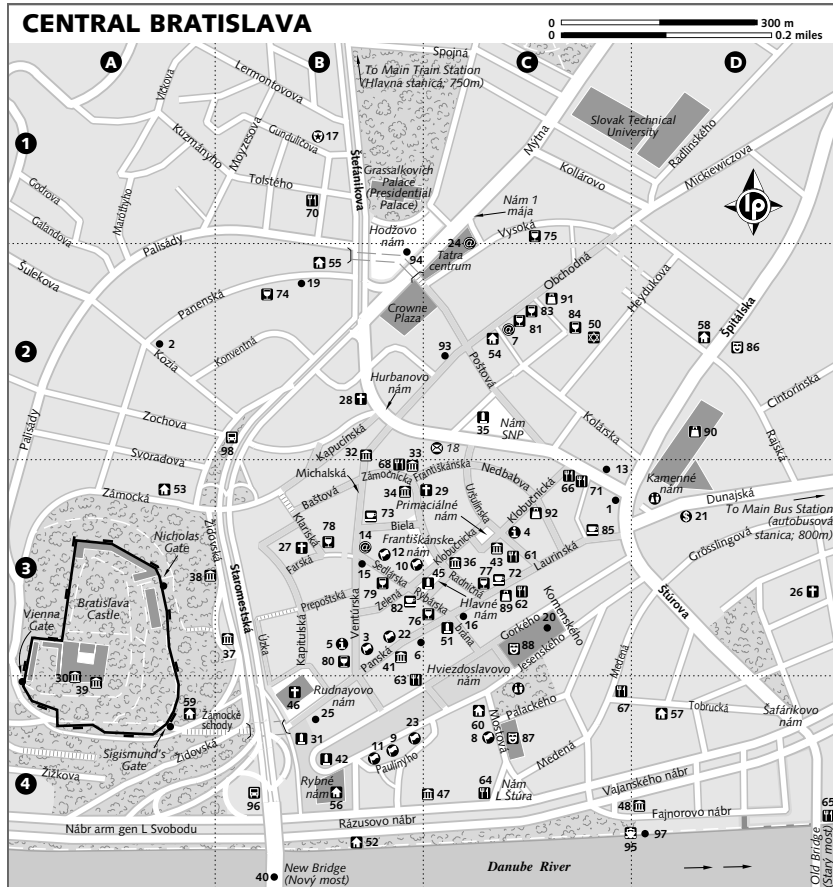 CENTRAL BRATISLAVA
0 300 m
0 0.2 miles
A
B
C
D
1
2
3
4
Spojná
To Main Train Station
(Hlavná stanica; 750m)
Lermontovova
Vlčkova
Kuzmányho
Moyzesova
Gunduličova
17
Tolstého
70
Štefánikova
Grassalkovich
Palace
(Presidential
Palace)
Slovak Technical
University
Radlinského
Mýtna
Mickiewiczova
Kollárovo
lp
Godrova
Maróthyho
Galandova
Palisády
Šulekova
Nám 1
mája
Vysoká
75
Hodžovo
nám
94
24
Tatra
centrum
55
19
Panenská
74
Crowne
Plaza
Obchodná
Heydukova
91
83
84
81
7
50
54
58
86
Špitálska
2
Kozia
Konventná
93
Poštová
Hurbanovo
nám
28
Cintorínska
Palisády
Zochova
98
Svoradova
Kapucínská
35
Nám
SNP
Kolárska
90
Rajská
18
32
68
33
Františkánska
Michalská
Zámočnícka
Nedbabva
13
Kamenné
nám
53
Zámocká
Baštová
34
29
Uršulínska
Klobučnícka
66
71
1
Dunajská
21
To Main Bus Station
(autobusová
stanica; 800m)
Primaciálne
nám
92
73
Biela
4
85
Klariská
78
14
Františkánske
nám
Klobučnícka
Laurinská
Grösslingova
Nicholas
Gate
Židovská
27
Farská
12
10
15
Sedlárska
45
36
43
61
Radničná
77
72
Štúrova
26
Vienna
Gate
Bratislava
Castle
38
Staromestská
Prepoštská
79
Zelená
82
Rybárska
brána
Hlavné
nám
89
62
76
16
Komenského
Gorkého
20
Ventúrska
Kapitulská
Úzka
37
5
3
22
51
88
Jesenského
80
Panská
41
6
Hviezdoslavovo
nám
Medená
30
39
63
46
Rudnayovo
nám
67
59
Zámocké
schody
25
60
Palackého
57
Tobrucká
Šafárikovo
nám
Mostová
23
8
87
31
9
11
Paulínyho
Sigismund's
Gate
Židovská
42
Medená
Žižkova
Rybné
nám
56
47
64
Nám
L Štúra
Vajanského nábr
96
48
Fajnorovo nábr
65
Nábr arm gen L Svobodu
Rázusovo nábr
52
95
97
Old Bridge
(Starý most)
40
New Bridge
(Nový most)
Danube River